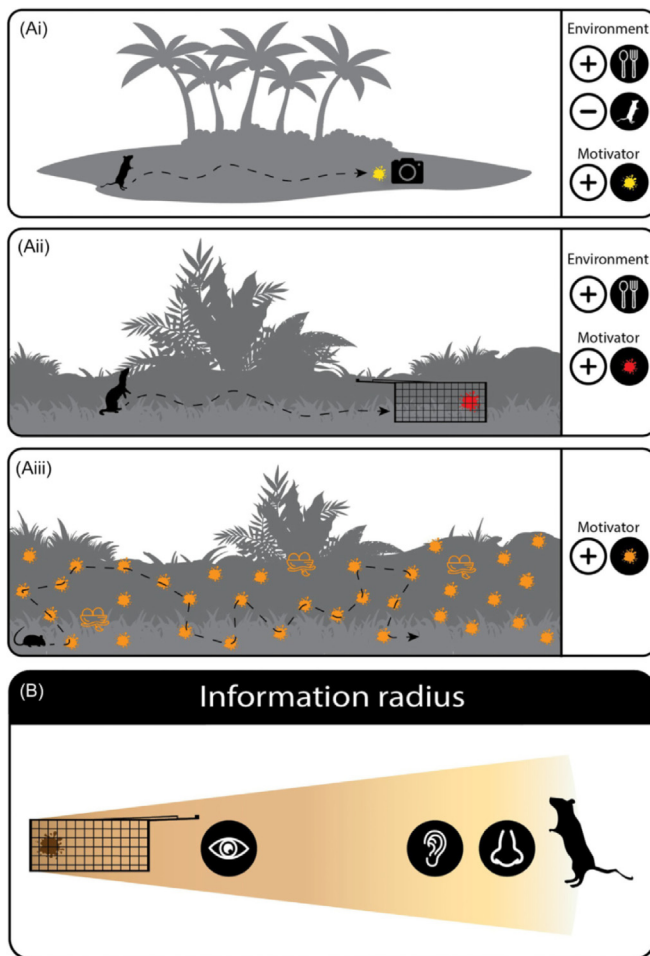 (Ai)
Environment
Motivator
(Aii)
Environment
Motivator
(Aiii)
Motivator
(B)
Information radius